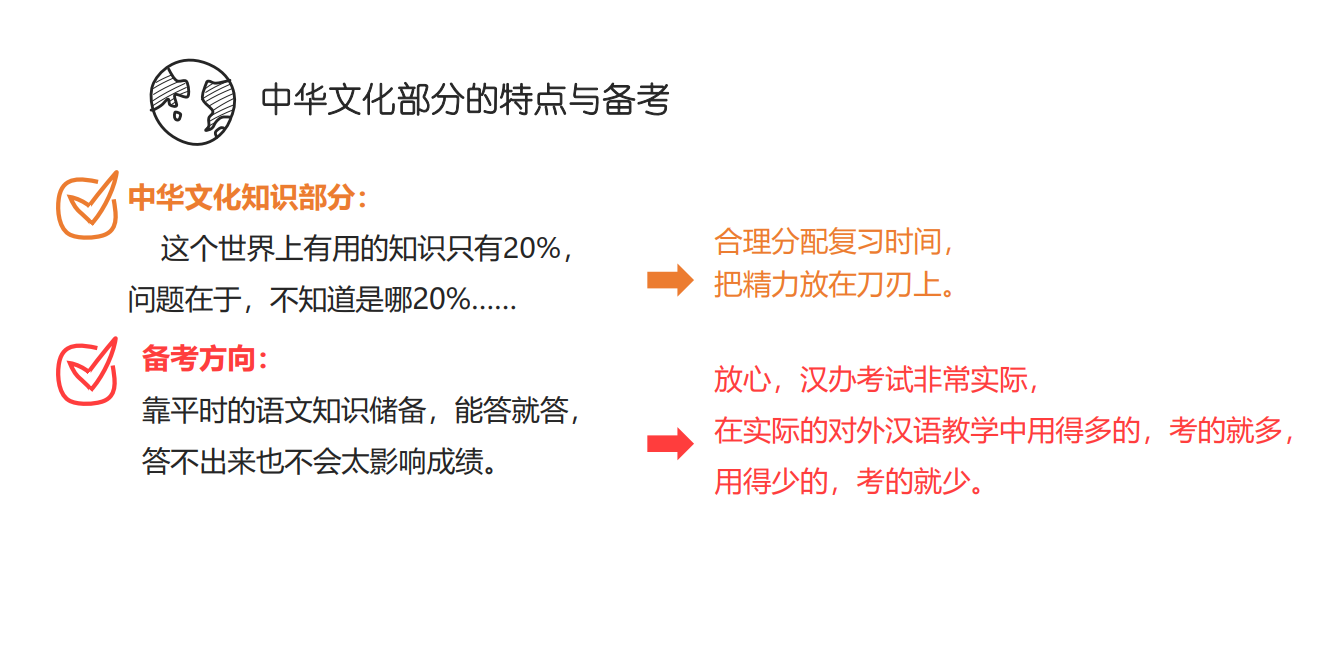 中华文化部分的特点与备考
中华文化知识部分：
这个世界上有用的知识只有20%，
问题在于，不知道是哪20%……
合理分配复习时间，
把精力放在刀刃上。
备考方向：
靠平时的语文知识储备，能答就答，
答不出来也不会太影响成绩。
放心，汉办考试非常实际，
在实际的对外汉语教学中用得多的，考的就多，
用得少的，考的就少。